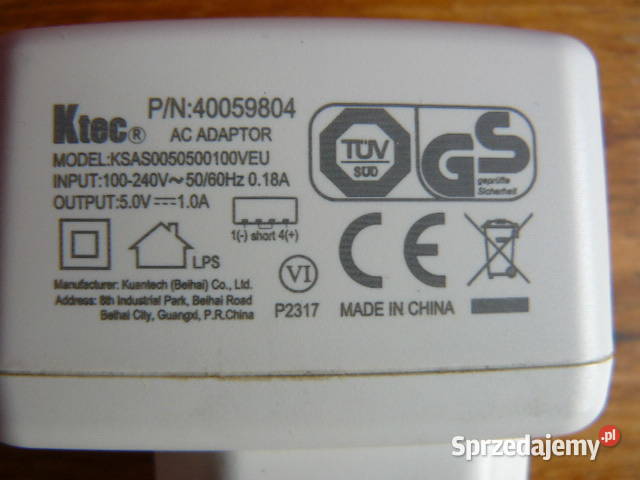 Ktec® P/N:40059804
AC ADAPTOR
MODEL:KSAS0050500100VEU
INPUT:100-240V~50/60Hz 0.18A
OUTPUT:5.0V⎓1.0A
1(-) short 4(+)
LPS
TÜV
SÜD
GS
geprüfte
Sicherheit
CE
Manufacturer: Kuantech (Beihai) Co., Ltd.
Address: 8th Industrial Park, Beihai Road
Beihai City, Guangxi, P.R.China
VI
P2317
MADE IN CHINA
Sprzedajemy.pl